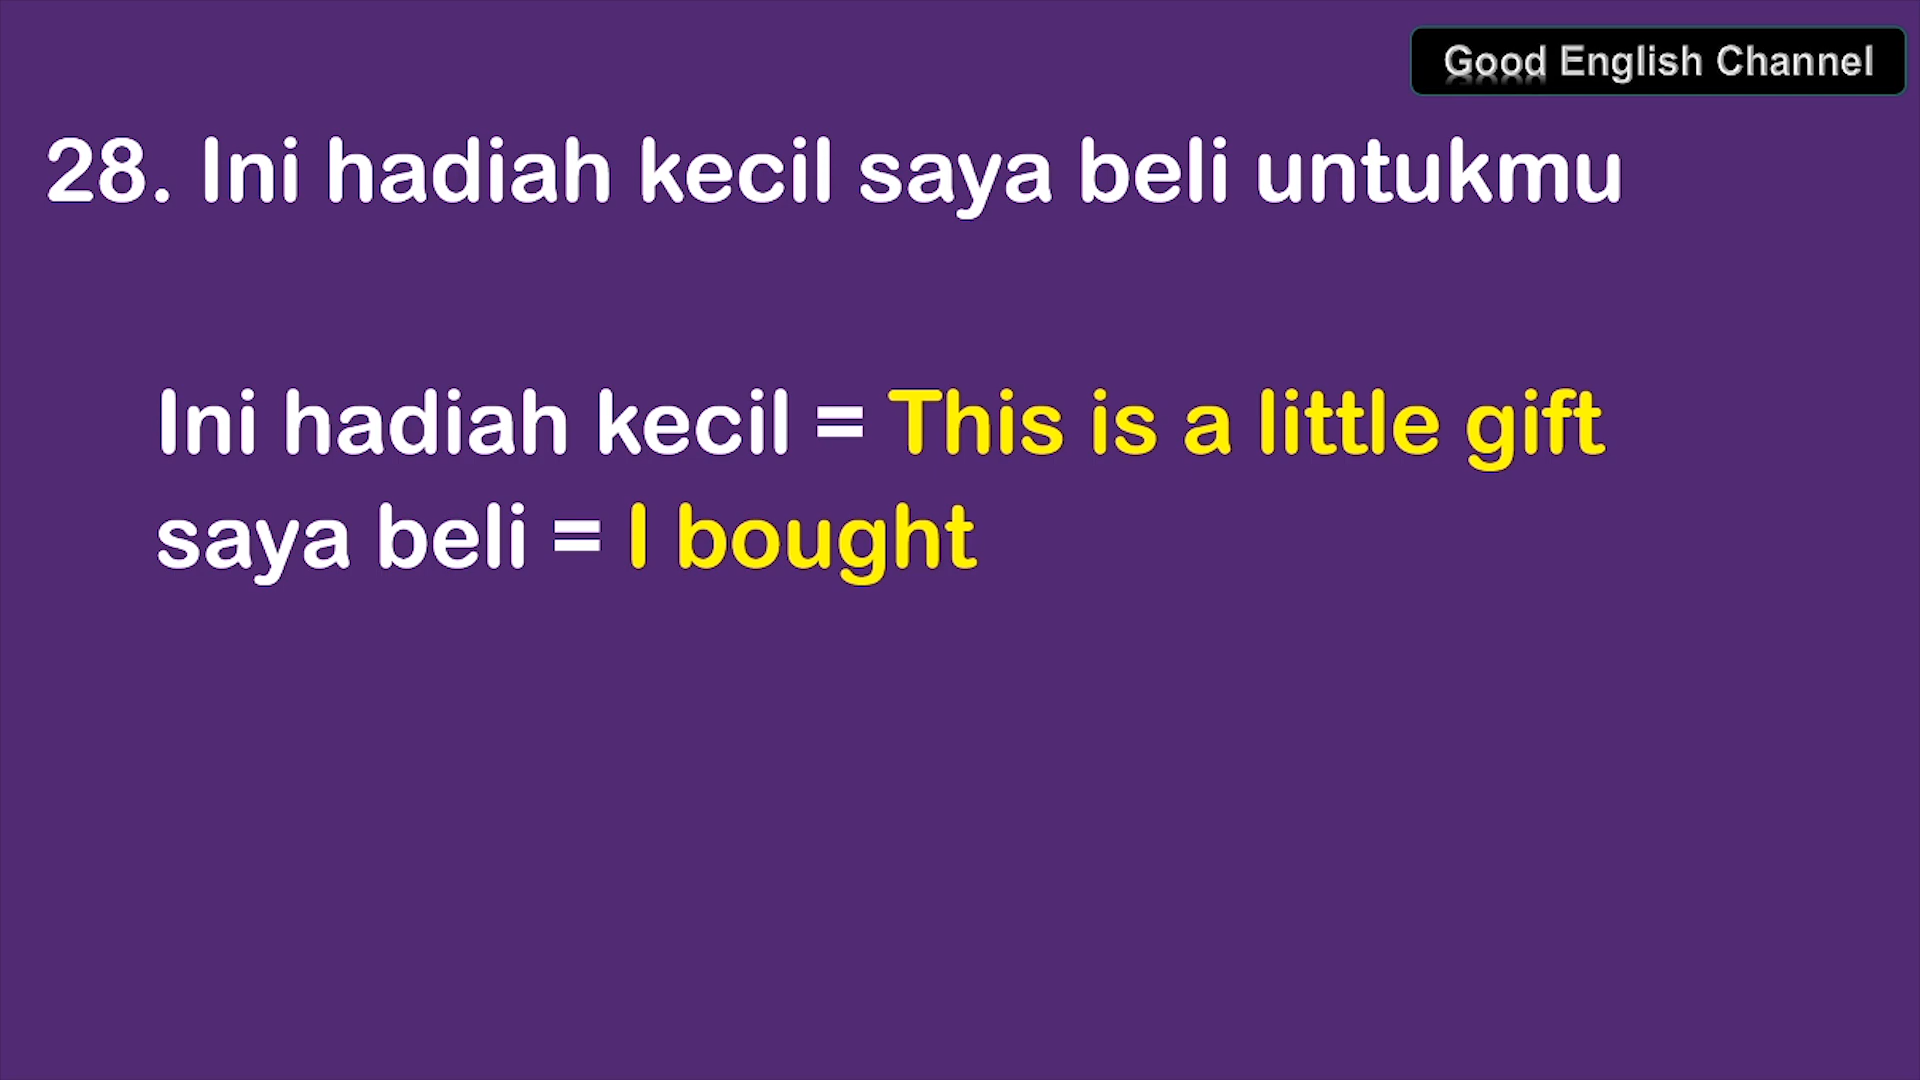 Good English Channel
28. Ini hadiah kecil saya beli untukmu
Ini hadiah kecil = This is a little gift
saya beli = I bought